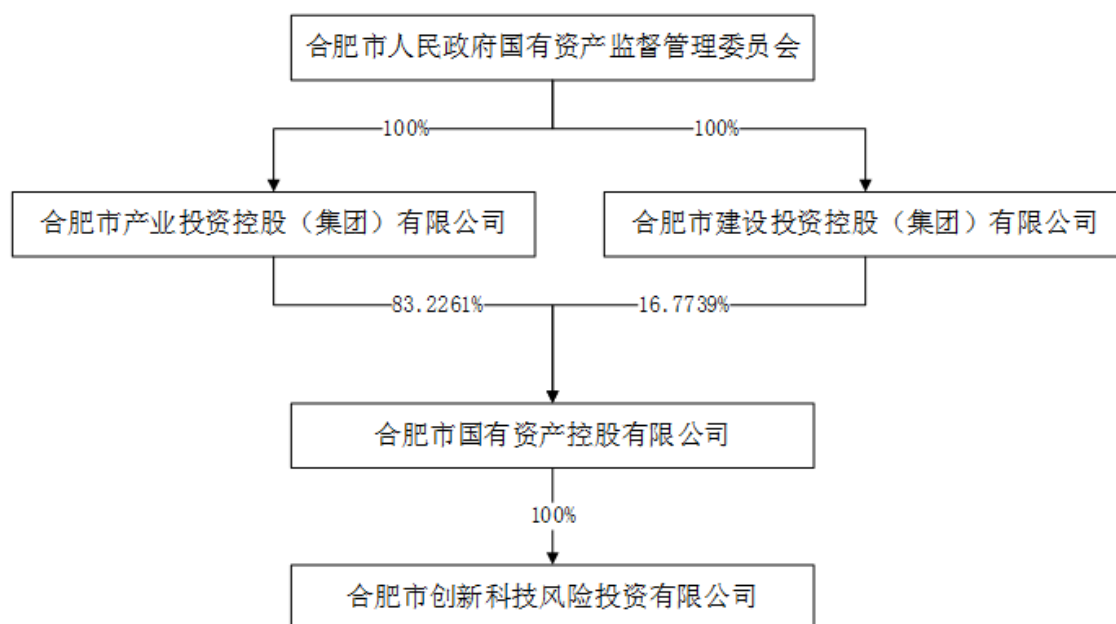 合肥市人民政府国有资产监督管理委员会
100%
100%
合肥市产业投资控股（集团）有限公司
合肥市建设投资控股（集团）有限公司
83.2261%
16.7739%
合肥市国有资产控股有限公司
100%
合肥市创新科技风险投资有限公司